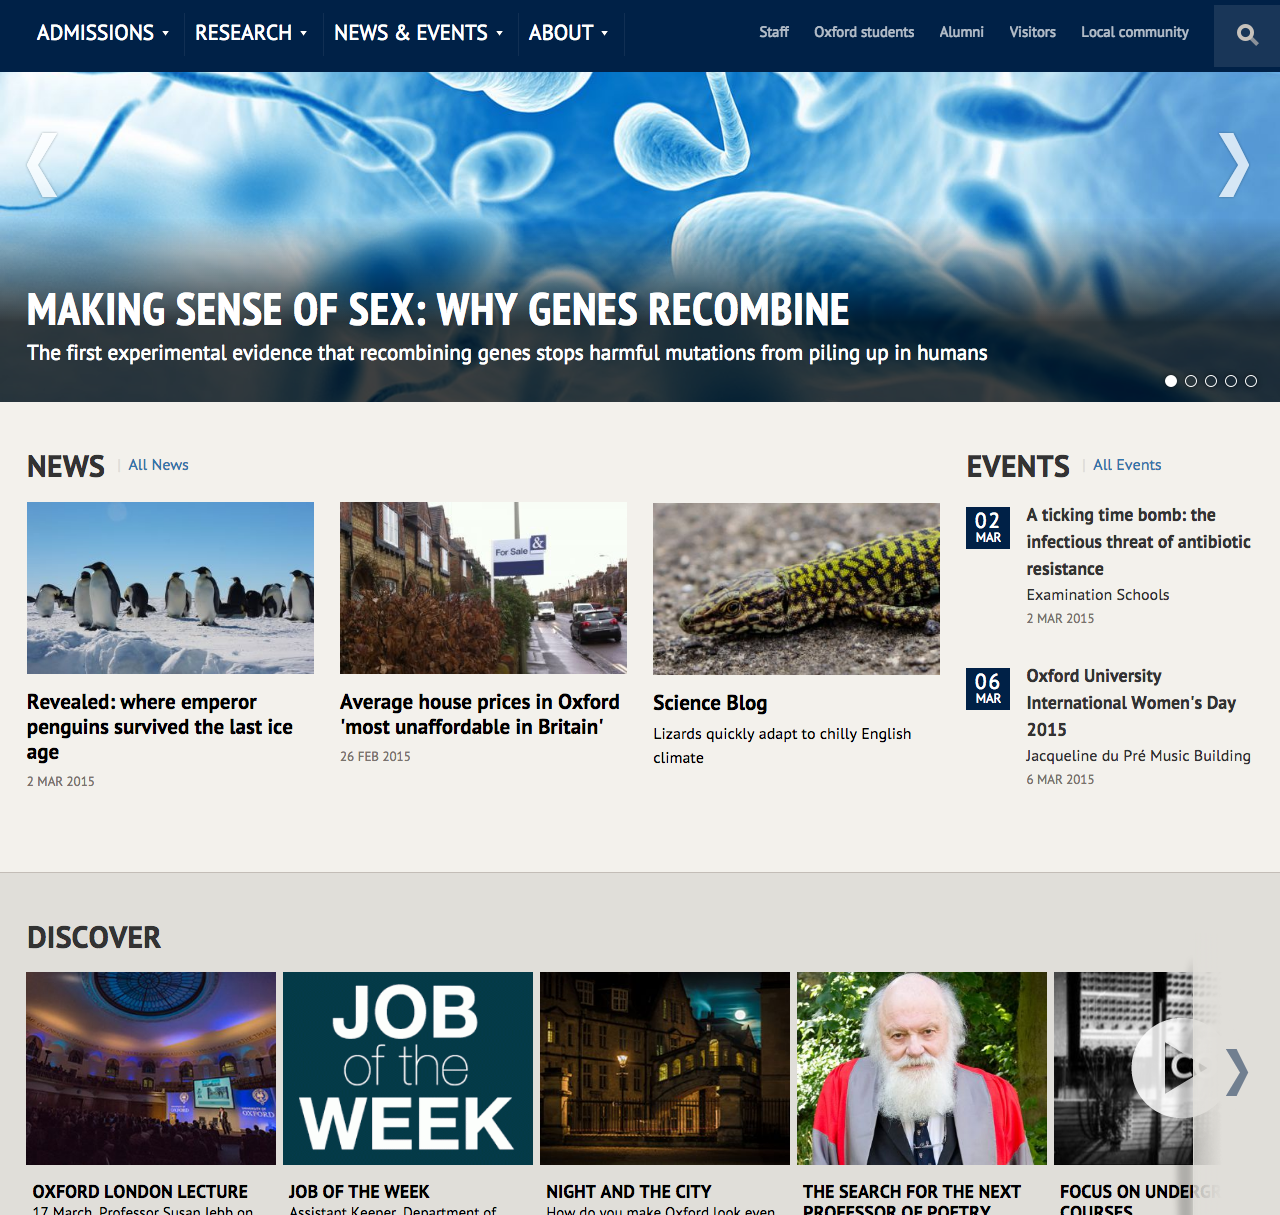 ADMISSIONS RESEARCH NEWS & EVENTS ABOUT Staff Oxford students Alumni Visitors Local community
MAKING SENSE OF SEX: WHY GENES RECOMBINE
The first experimental evidence that recombining genes stops harmful mutations from piling up in humans
NEWS | All News
For Sale &
Revealed: where emperor
penguins survived the last ice
age
2 MAR 2015
Average house prices in Oxford
'most unaffordable in Britain'
26 FEB 2015
Science Blog
Lizards quickly adapt to chilly English
climate
EVENTS | All Events
02
MAR
A ticking time bomb: the
infectious threat of antibiotic
resistance
Examination Schools
2 MAR 2015
06
MAR
Oxford University
International Women's Day
2015
Jacqueline du Pré Music Building
6 MAR 2015
DISCOVER
OXFORD
OXFORD
OXFORD LONDON LECTURE
17 March, Professor Susan Jebb on
JOB
of the
WEEK
JOB OF THE WEEK
Assistant Keeper, Department of
NIGHT AND THE CITY
How do you make Oxford look even
THE SEARCH FOR THE NEXT
PROFESSOR OF POETRY
FOCUS ON UNDERGR
COURSES